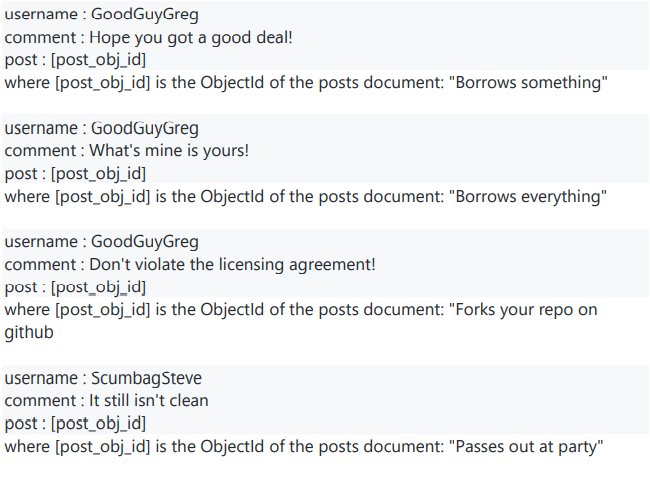 username : GoodGuyGreg
comment : Hope you got a good deal!
post : [post_obj_id]
where [post_obj_id] is the ObjectId of the posts document: "Borrows something"
username : GoodGuyGreg
comment : What's mine is yours!
post : [post_obj_id]
where [post_obj_id] is the ObjectId of the posts document: "Borrows everything"
username : GoodGuyGreg
comment : Don't violate the licensing agreement!
post : [post_obj_id]
where [post_obj_id] is the ObjectId of the posts document: "Forks your repo on
github
username : ScumbagSteve
comment : It still isn't clean
post : [post_obj_id]
where [post_obj_id] is the ObjectId of the posts document: "Passes out at party"